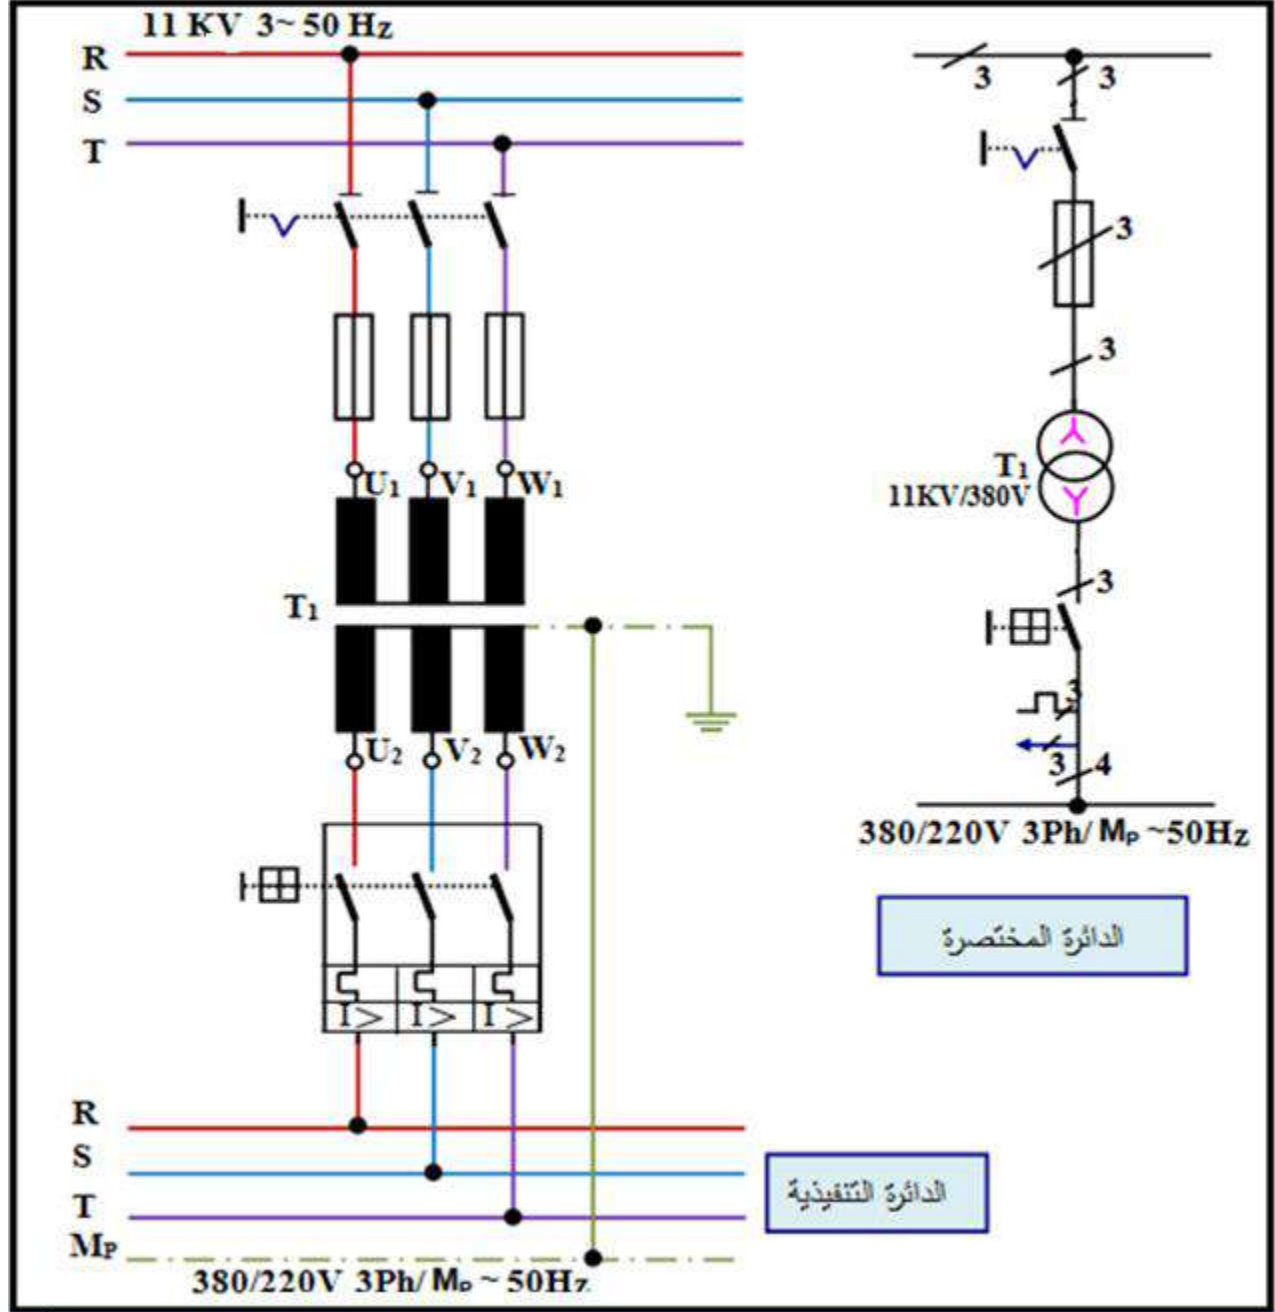 11 KV 3~ 50 Hz
R
S
T
U1 V1 W1
T1
U2 V2 W2
I> I> I>
R
S
T
MP
380/220V 3Ph/ MP ~ 50Hz
الدائرة التنفيذية
3 3
3
3
T1
11KV/380V
3
3
3 4
380/220V 3Ph/ MP ~50Hz
الدائرة المختصرة